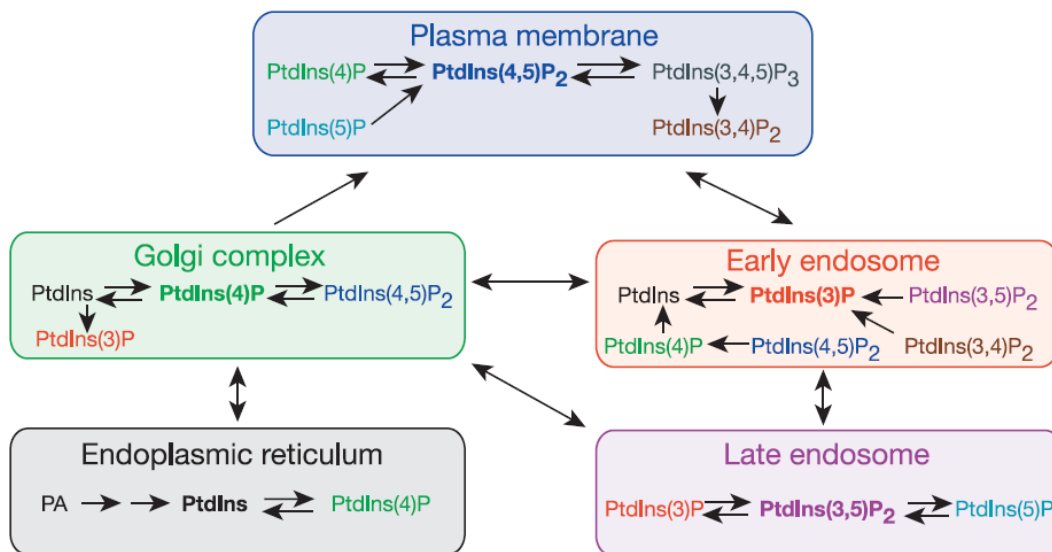 Plasma membrane
PtdIns(4)P PtdIns(4,5)P₂ PtdIns(3,4,5)P₃
PtdIns(5)P PtdIns(3,4)P₂
Golgi complex
PtdIns PtdIns(4)P PtdIns(4,5)P₂
PtdIns(3)P
Early endosome
PtdIns PtdIns(3)P PtdIns(3,5)P₂
PtdIns(4)P PtdIns(4,5)P₂ PtdIns(3,4)P₂
Endoplasmic reticulum
PA PtdIns PtdIns(4)P
Late endosome
PtdIns(3)P PtdIns(3,5)P₂ PtdIns(5)P